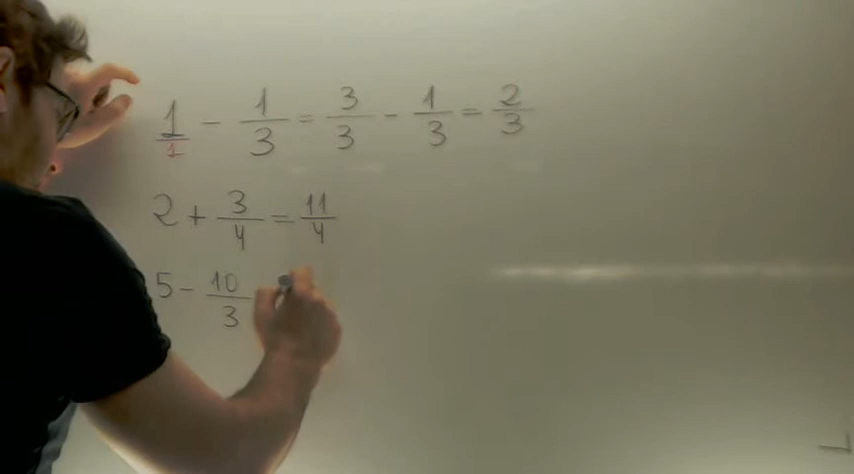 1/1 - 1/3 = 3/3 - 1/3 = 2/3
2 + 3/4 = 11/4
5 - 10/3